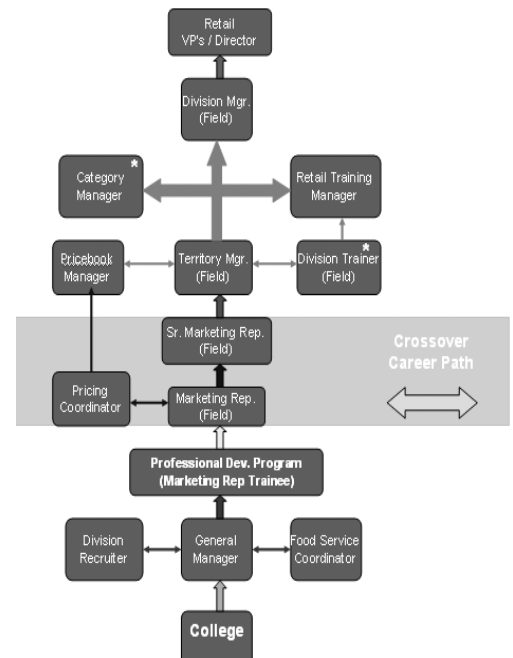 Retail
VP's / Director
Division Mgr.
(Field)
Category
Manager
*
Retail Training
Manager
Pricebook
Manager
Territory Mgr.
(Field)
Division Trainer
(Field)
*
Sr. Marketing Rep.
(Field)
Crossover
Career Path
Pricing
Coordinator
Marketing Rep.
(Field)
Professional Dev. Program
(Marketing Rep Trainee)
Division
Recruiter
General
Manager
Food Service
Coordinator
College